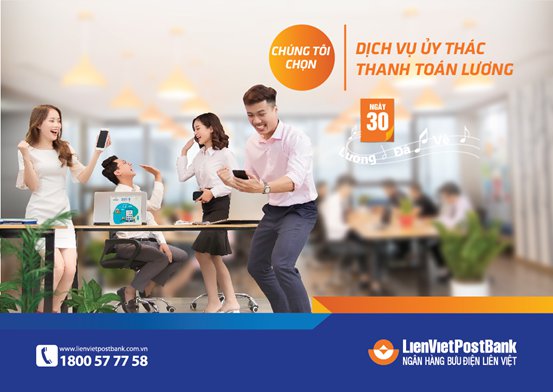 CHÚNG TÔI
CHỌN
DỊCH VỤ ỦY THÁC
THANH TOÁN LƯƠNG
NGÀY
30
Lương Đã Về
www.lienvietpostbank.com.vn
1800 57 77 58
LienVietPostBank
NGÂN HÀNG BƯU ĐIỆN LIÊN VIỆT